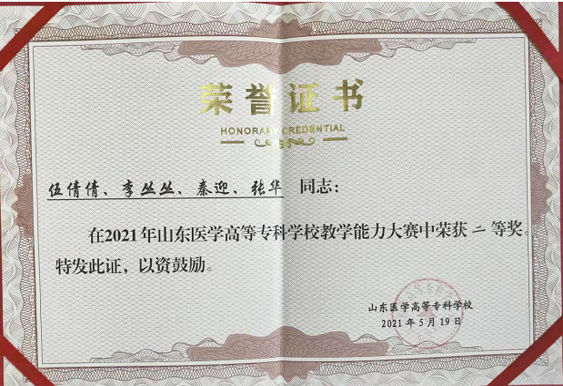 荣誉证书
HONORARY CREDENTIAL
伍倩倩、李丛丛、秦迎、张华 同志：
在2021年山东医学高等专科学校教学能力大赛中荣获二等奖。
特发此证，以资鼓励。
山东医学高等专科学校
2021年5月19日